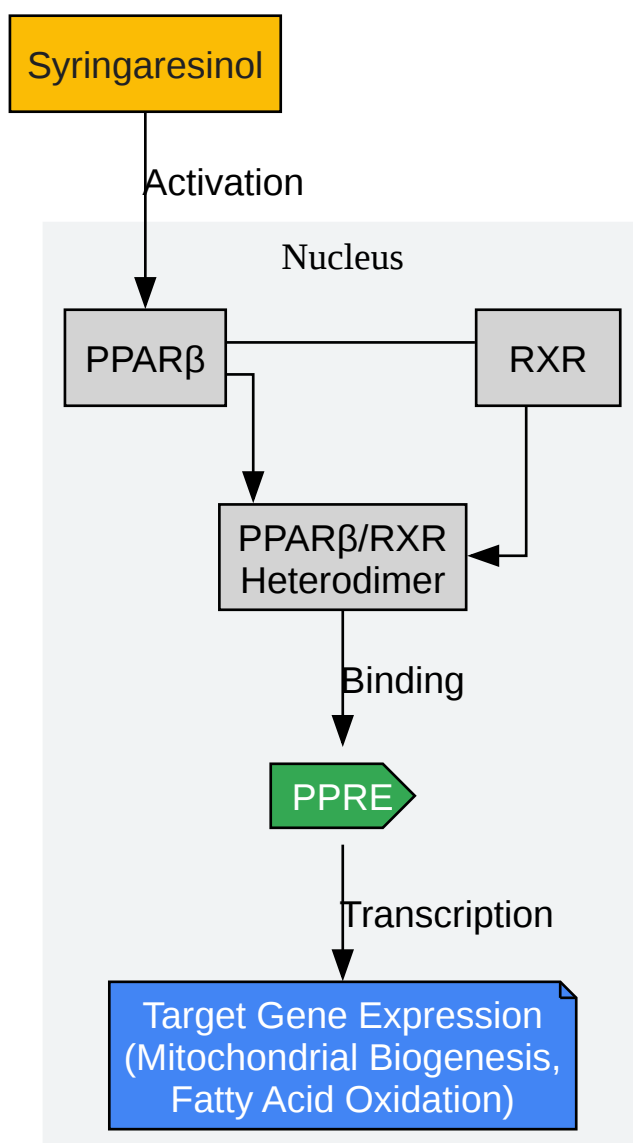 Syringaresinol
Activation
Nucleus
PPARβ
RXR
PPARβ/RXR
Heterodimer
Binding
PPRE
Transcription
Target Gene Expression
(Mitochondrial Biogenesis,
Fatty Acid Oxidation)